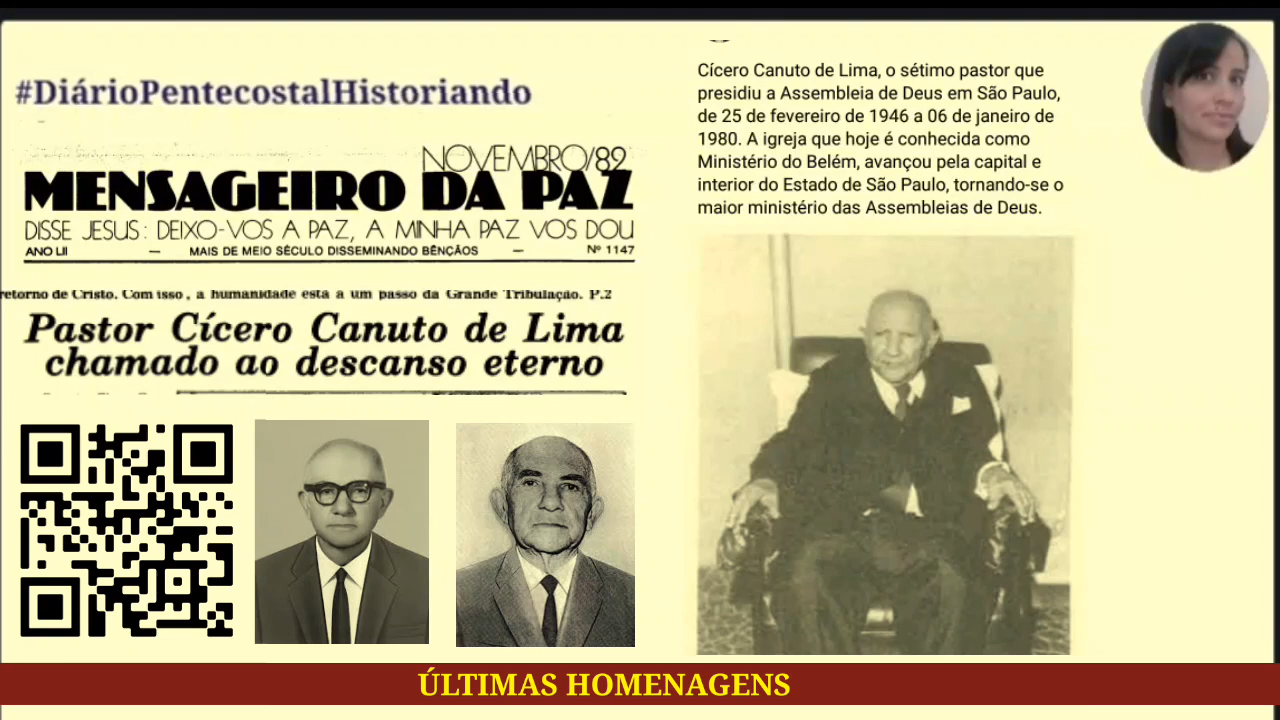 #DiárioPentecostalHistoriando
NOVEMBRO/82
MENSAGEIRO DA PAZ
DISSE JESUS: DEIXO-VOS A PAZ, A MINHA PAZ VOS DOU
ANO LII — MAIS DE MEIO SÉCULO DISSEMINANDO BÊNÇÃOS — Nº 1147
retorno de Cristo. Com isso, a humanidade está a um passo da Grande Tribulação. P.2
Pastor Cícero Canuto de Lima
chamado ao descanso eterno
Cícero Canuto de Lima, o sétimo pastor que
presidiu a Assembleia de Deus em São Paulo,
de 25 de fevereiro de 1946 a 06 de janeiro de
1980. A igreja que hoje é conhecida como
Ministério do Belém, avançou pela capital e
interior do Estado de São Paulo, tornando-se o
maior ministério das Assembleias de Deus.
ÚLTIMAS HOMENAGENS